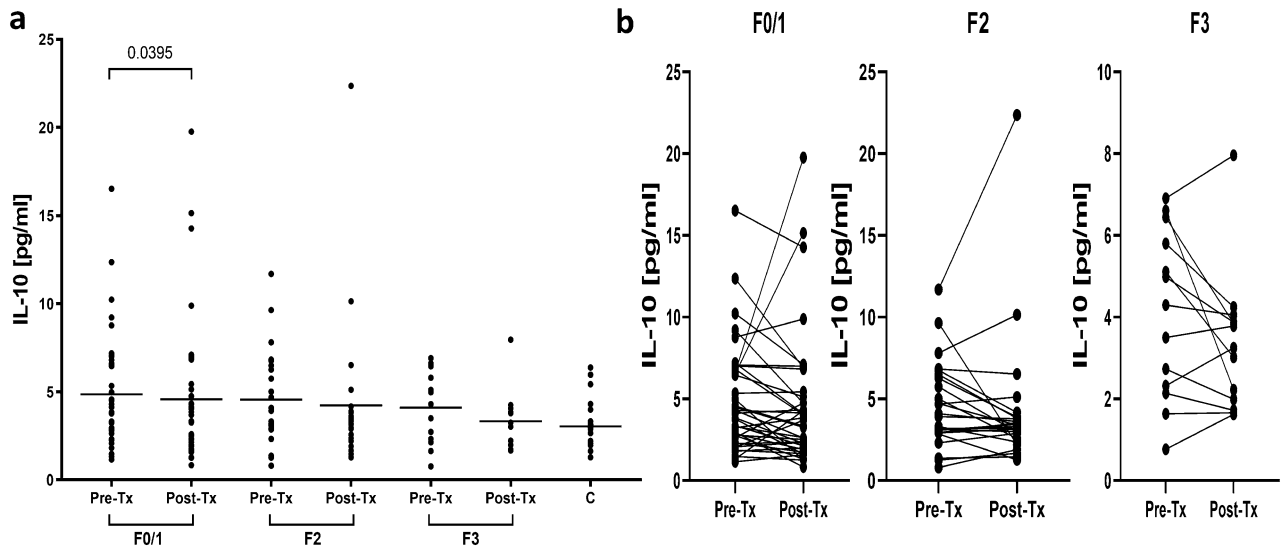 a
IL-10 [pg/ml]
25
20
15
10
5
0
0.0395
Pre-Tx Post-Tx Pre-Tx Post-Tx Pre-Tx Post-Tx C
F0/1 F2 F3
b
F0/1
IL-10 [pg/ml]
25
20
15
10
5
0
Pre-Tx Post-Tx
F2
IL-10 [pg/ml]
25
20
15
10
5
0
Pre-Tx Post-Tx
F3
IL-10 [pg/ml]
10
8
6
4
2
0
Pre-Tx Post-Tx